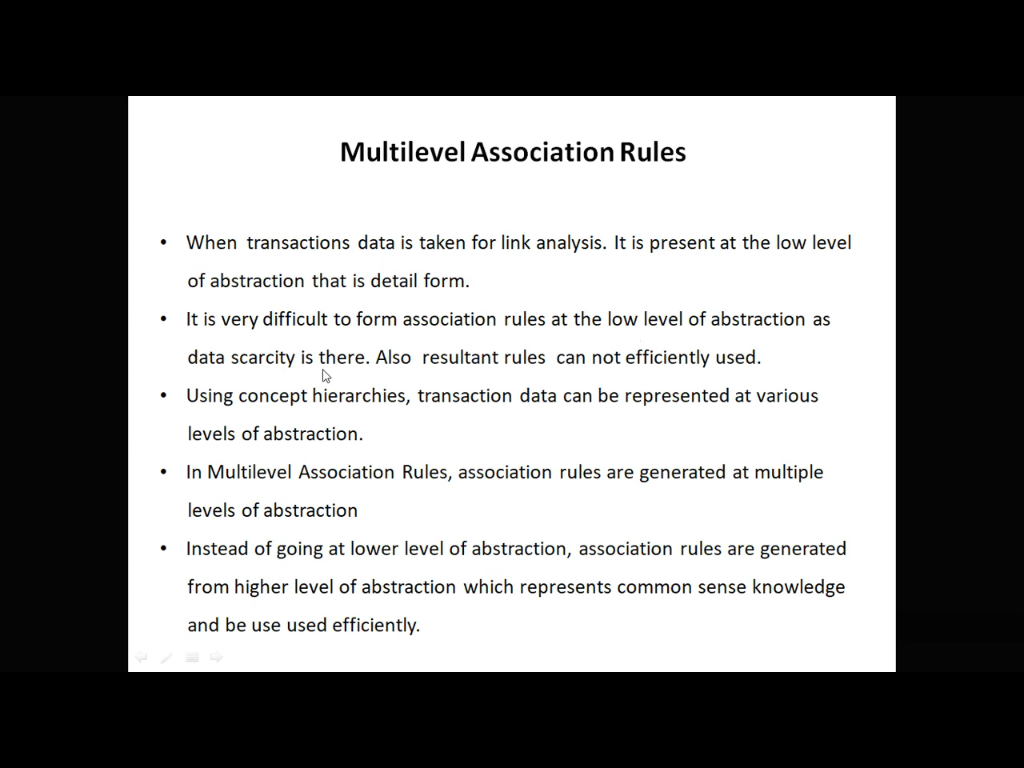 Multilevel Association Rules
• When transactions data is taken for link analysis. It is present at the low level
of abstraction that is detail form.
• It is very difficult to form association rules at the low level of abstraction as
data scarcity is there. Also resultant rules can not efficiently used.
• Using concept hierarchies, transaction data can be represented at various
levels of abstraction.
• In Multilevel Association Rules, association rules are generated at multiple
levels of abstraction
• Instead of going at lower level of abstraction, association rules are generated
from higher level of abstraction which represents common sense knowledge
and be use used efficiently.